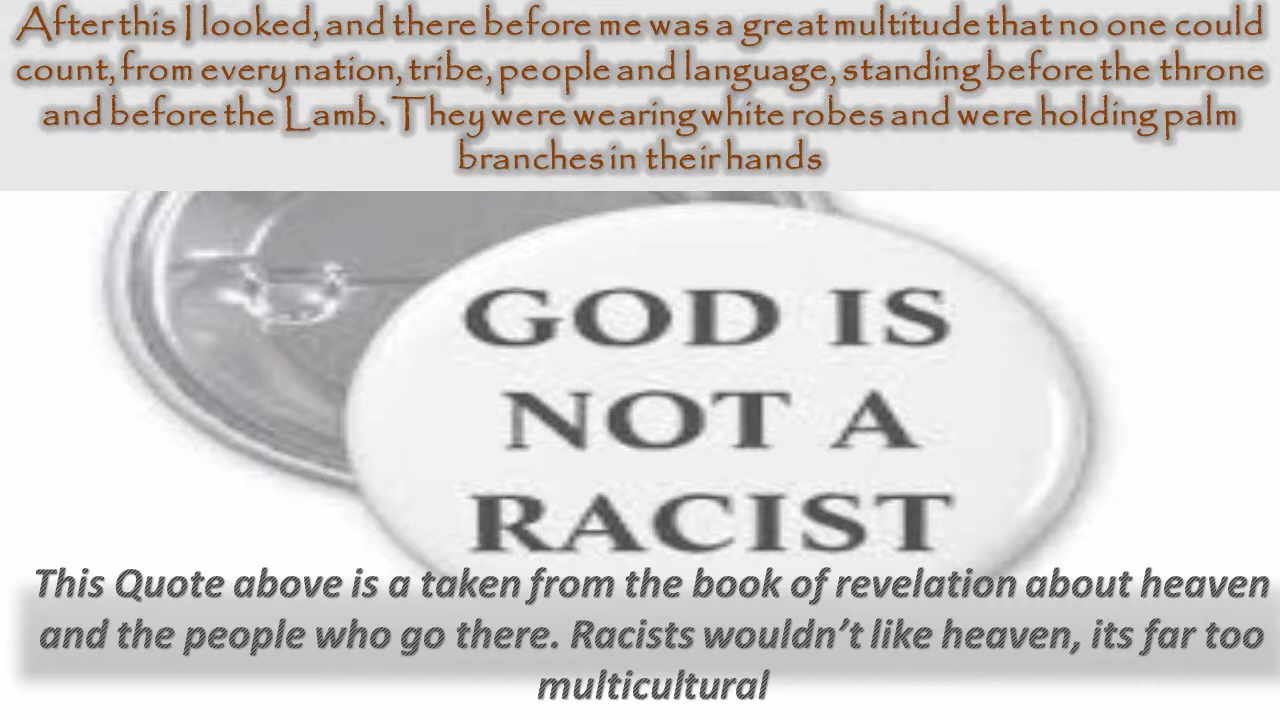 After this I looked, and there before me was a great multitude that no one could
count, from every nation, tribe, people and language, standing before the throne
and before the Lamb. They were wearing white robes and were holding palm
branches in their hands
GOD IS
NOT A
RACIST
This Quote above is a taken from the book of revelation about heaven
and the people who go there. Racists wouldn’t like heaven, its far too
multicultural